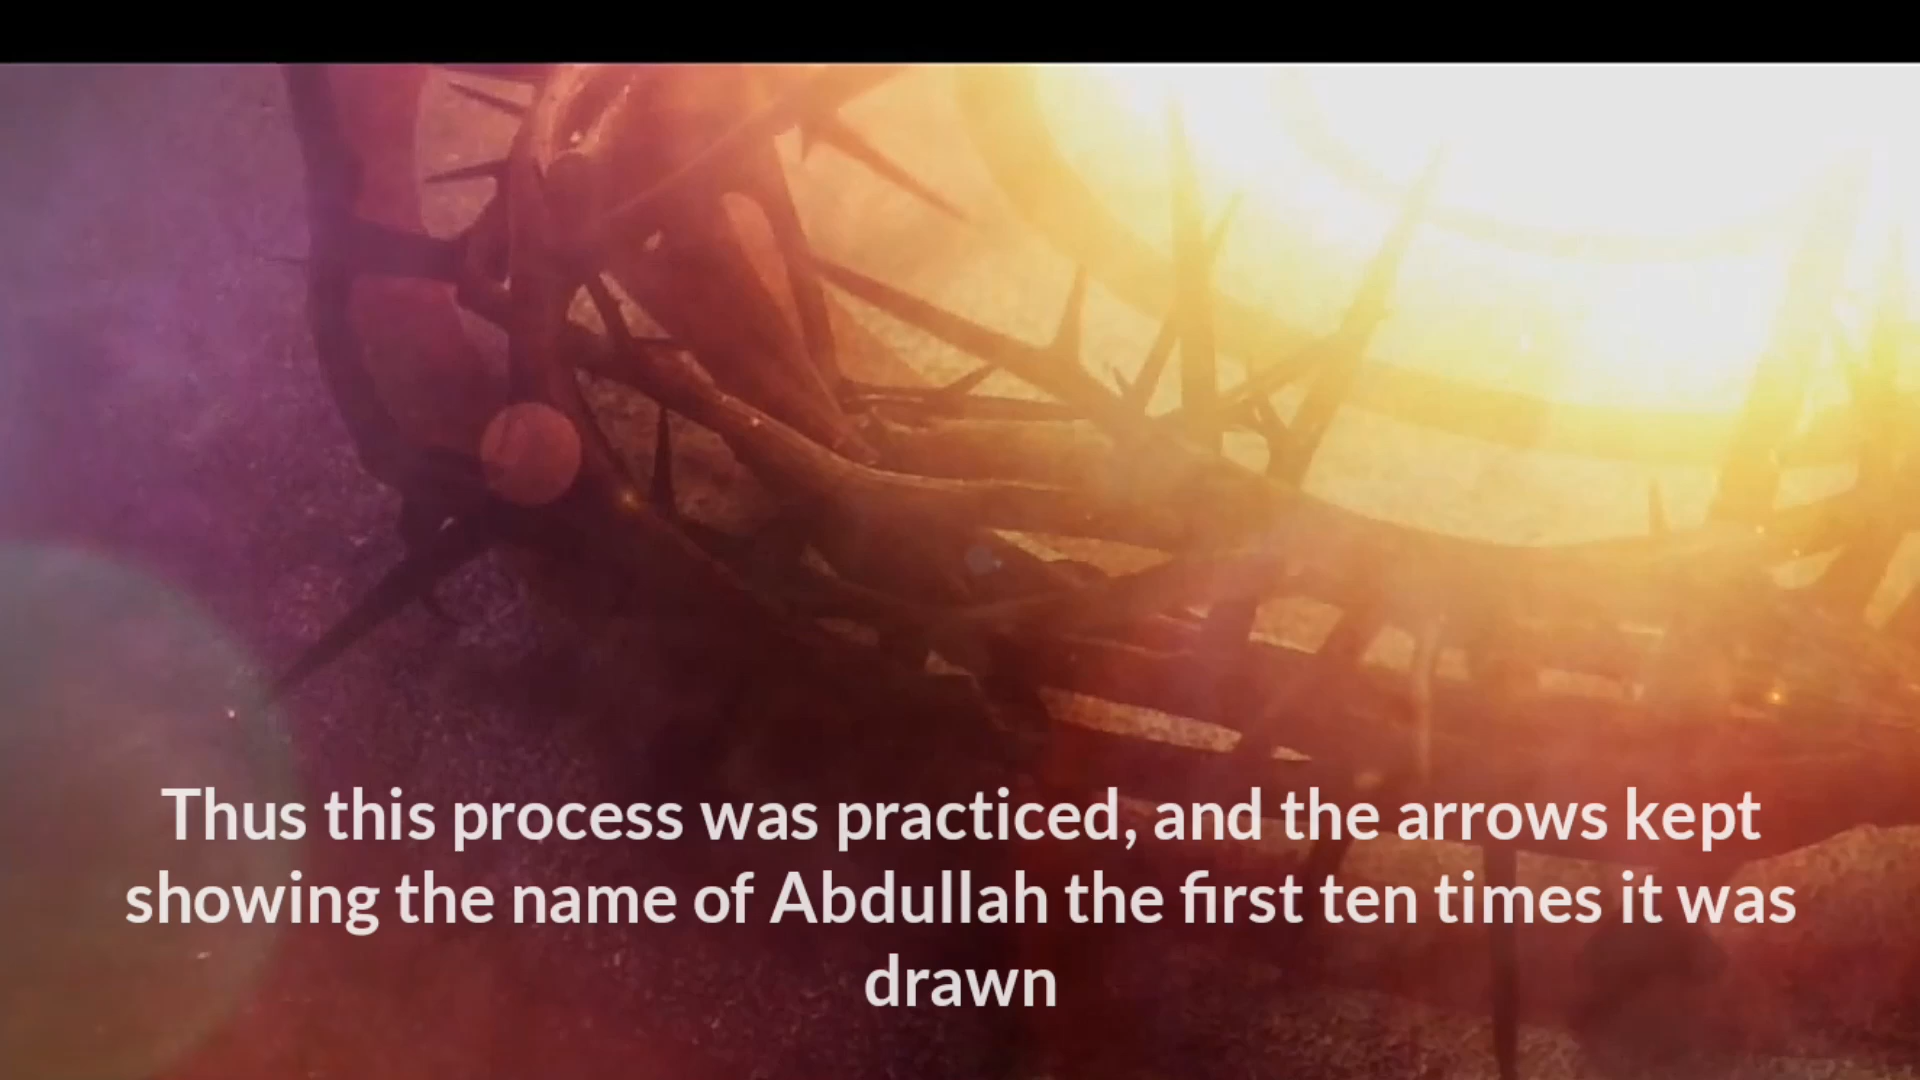 Thus this process was practiced, and the arrows kept
showing the name of Abdullah the first ten times it was
drawn